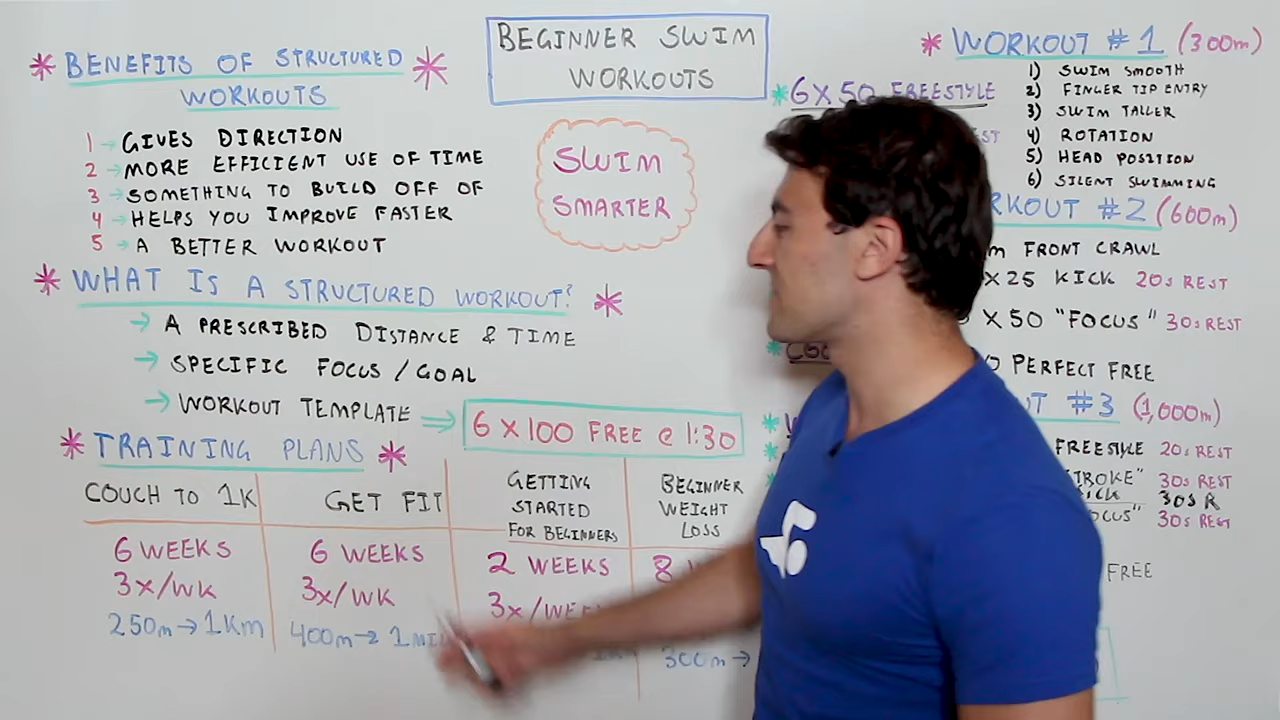 BEGINNER SWIM
WORKOUTS
* BENEFITS OF STRUCTURED *
WORKOUTS
1 → GIVES DIRECTION
2 → MORE EFFICIENT USE OF TIME
3 → SOMETHING TO BUILD OFF OF
4 → HELPS YOU IMPROVE FASTER
5 → A BETTER WORKOUT
SWIM
SMARTER
* WHAT IS A STRUCTURED WORKOUT? *
→ A PRESCRIBED DISTANCE & TIME
→ SPECIFIC FOCUS / GOAL
→ WORKOUT TEMPLATE → 6 X 100 FREE @ 1:30
* TRAINING PLANS *
COUCH TO 1K
6 WEEKS
3x/WK
250m → 1Km
GET FIT
6 WEEKS
3x/WK
400m → 1
GETTING
STARTED
FOR BEGINNERS
2 WEEKS
BEGINNER
WEIGHT
LOSS
8
300m →
* WORKOUT #1 (300m)
* 6 X 50 FREESTYLE
1) SWIM SMOOTH
2) FINGER TIP ENTRY
3) SWIM TALLER
4) ROTATION
5) HEAD POSITION
6) SILENT SWIMMING
#2 (600m)
FRONT CRAWL
X 25 KICK 20s REST
X 50 "FOCUS" 30s REST
PERFECT FREE
#3 (1,000m)
FREESTYLE 20s REST
30s REST
30s R
30s REST
FREE